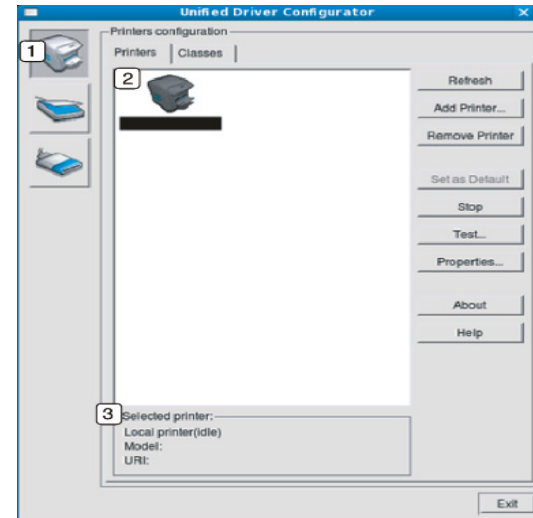 Unified Driver Configurator
Printers configuration
1
Printers
Classes
2
Refresh
Add Printer...
Remove Printer
Set as Default
Stop
Test...
Properties...
About
Help
3
Selected printer:
Local printer(idle)
Model:
URI:
Exit